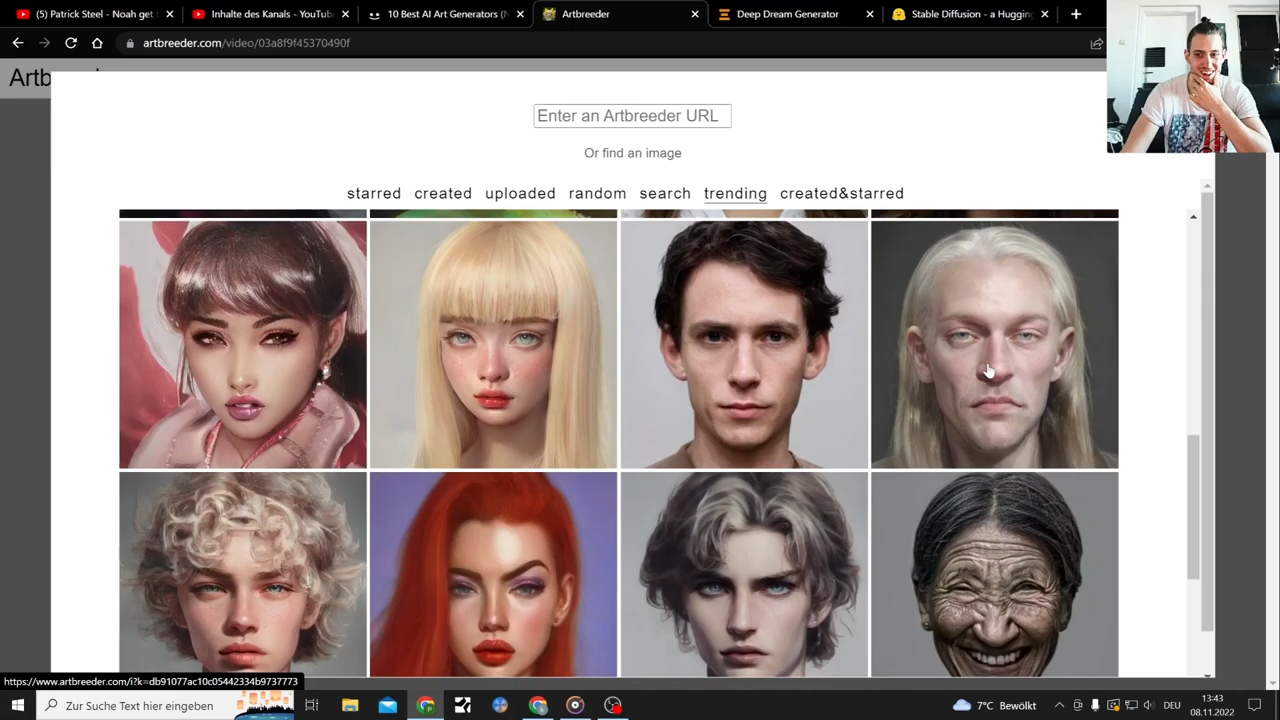 (5) Patrick Steel - Noah get t
Inhalte des Kanals - YouTub
10 Best AI Art Generators (N
Artbreeder
Deep Dream Generator
Stable Diffusion - a Hugging
artbreeder.com/video/03a8f9f45370490f
Enter an Artbreeder URL
Or find an image
starred created uploaded random search trending created&starred
https://www.artbreeder.com/i?k=db91077ac10c05442334b9737773
Zur Suche Text hier eingeben
7°C Bewölkt
DEU
13:43
08.11.2022